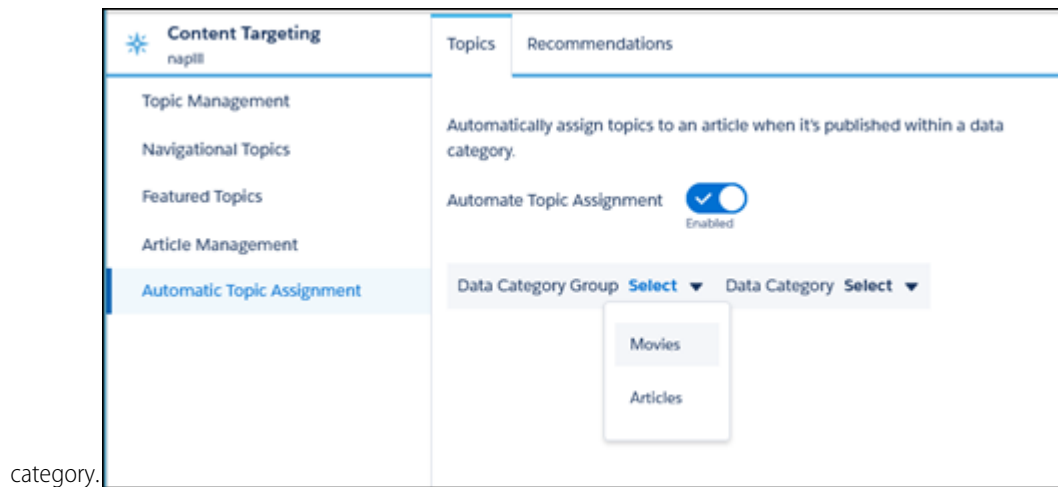 Content Targeting
napIII
Topic Management
Navigational Topics
Featured Topics
Article Management
Automatic Topic Assignment
Topics Recommendations
Automatically assign topics to an article when it's published within a data
category.
Automate Topic Assignment
Enabled
Data Category Group Select Data Category Select
Movies
Articles
category.